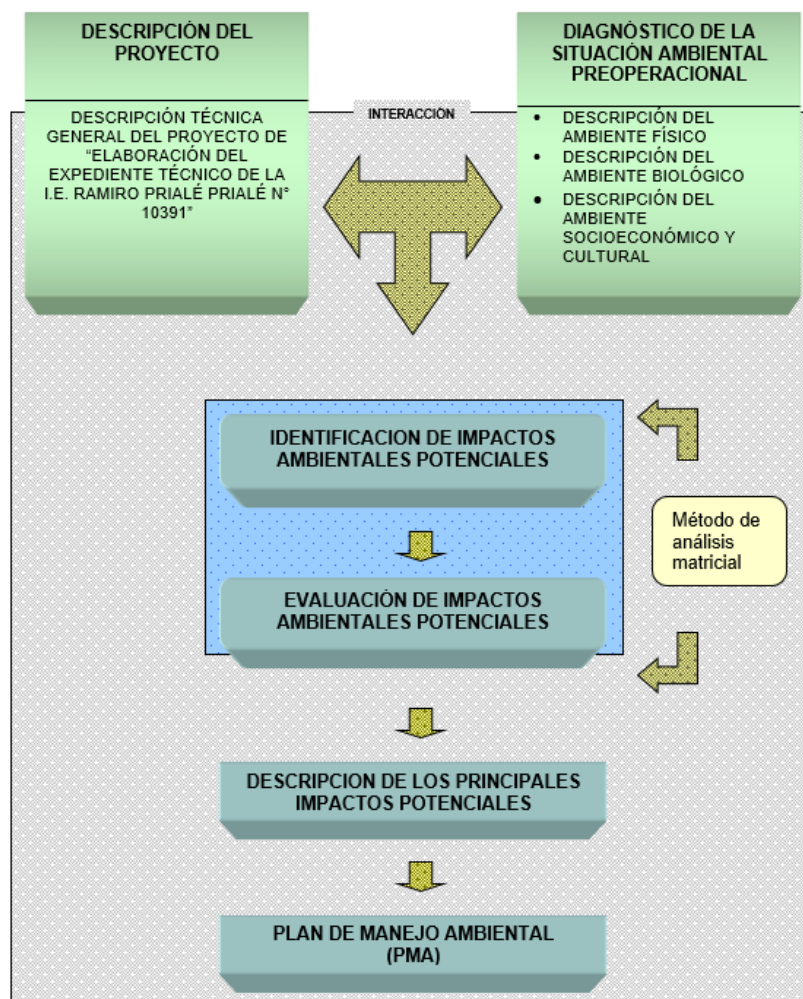 DESCRIPCIÓN DEL
PROYECTO
DESCRIPCIÓN TÉCNICA
GENERAL DEL PROYECTO DE
“ELABORACIÓN DEL
EXPEDIENTE TÉCNICO DE LA
I.E. RAMIRO PRIALÉ PRIALÉ N°
10391”
INTERACCIÓN
DIAGNÓSTICO DE LA
SITUACIÓN AMBIENTAL
PREOPERACIONAL
• DESCRIPCIÓN DEL
AMBIENTE FÍSICO
• DESCRIPCIÓN DEL
AMBIENTE BIOLÓGICO
• DESCRIPCIÓN DEL
AMBIENTE
SOCIOECONÓMICO Y
CULTURAL
IDENTIFICACION DE IMPACTOS
AMBIENTALES POTENCIALES
Método de
análisis
matricial
EVALUACIÓN DE IMPACTOS
AMBIENTALES POTENCIALES
DESCRIPCION DE LOS PRINCIPALES
IMPACTOS POTENCIALES
PLAN DE MANEJO AMBIENTAL
(PMA)